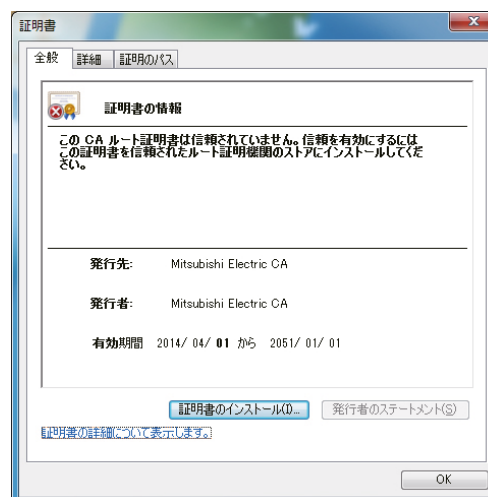 証明書
全般 詳細 証明のパス
証明書の情報
この CA ルート証明書は信頼されていません。信頼を有効にするには
この証明書を信頼されたルート証明機関のストアにインストールしてくだ
さい。
発行先: Mitsubishi Electric CA
発行者: Mitsubishi Electric CA
有効期間 2014/ 04/ 01 から 2051/ 01/ 01
証明書のインストール(I)... 発行者のステートメント(S)
証明書の詳細について表示します。
OK